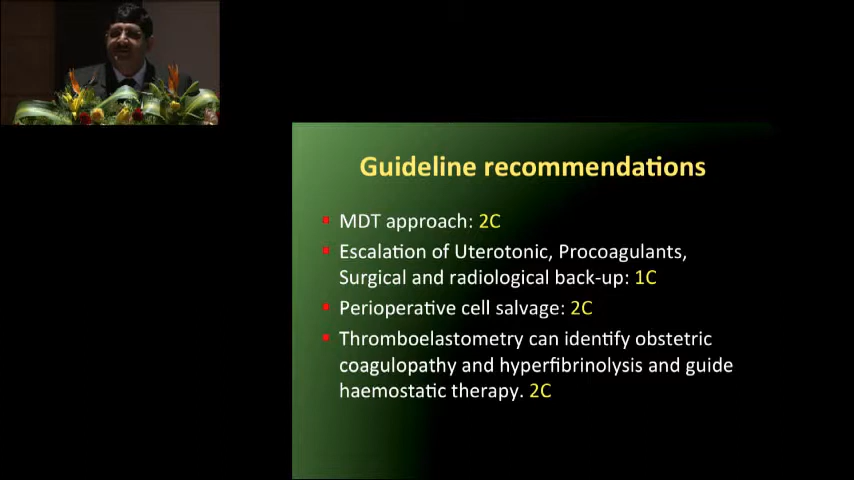 Guideline recommendations
MDT approach: 2C
Escalation of Uterotonic, Procoagulants,
Surgical and radiological back-up: 1C
Perioperative cell salvage: 2C
Thromboelastometry can identify obstetric
coagulopathy and hyperfibrinolysis and guide
haemostatic therapy. 2C